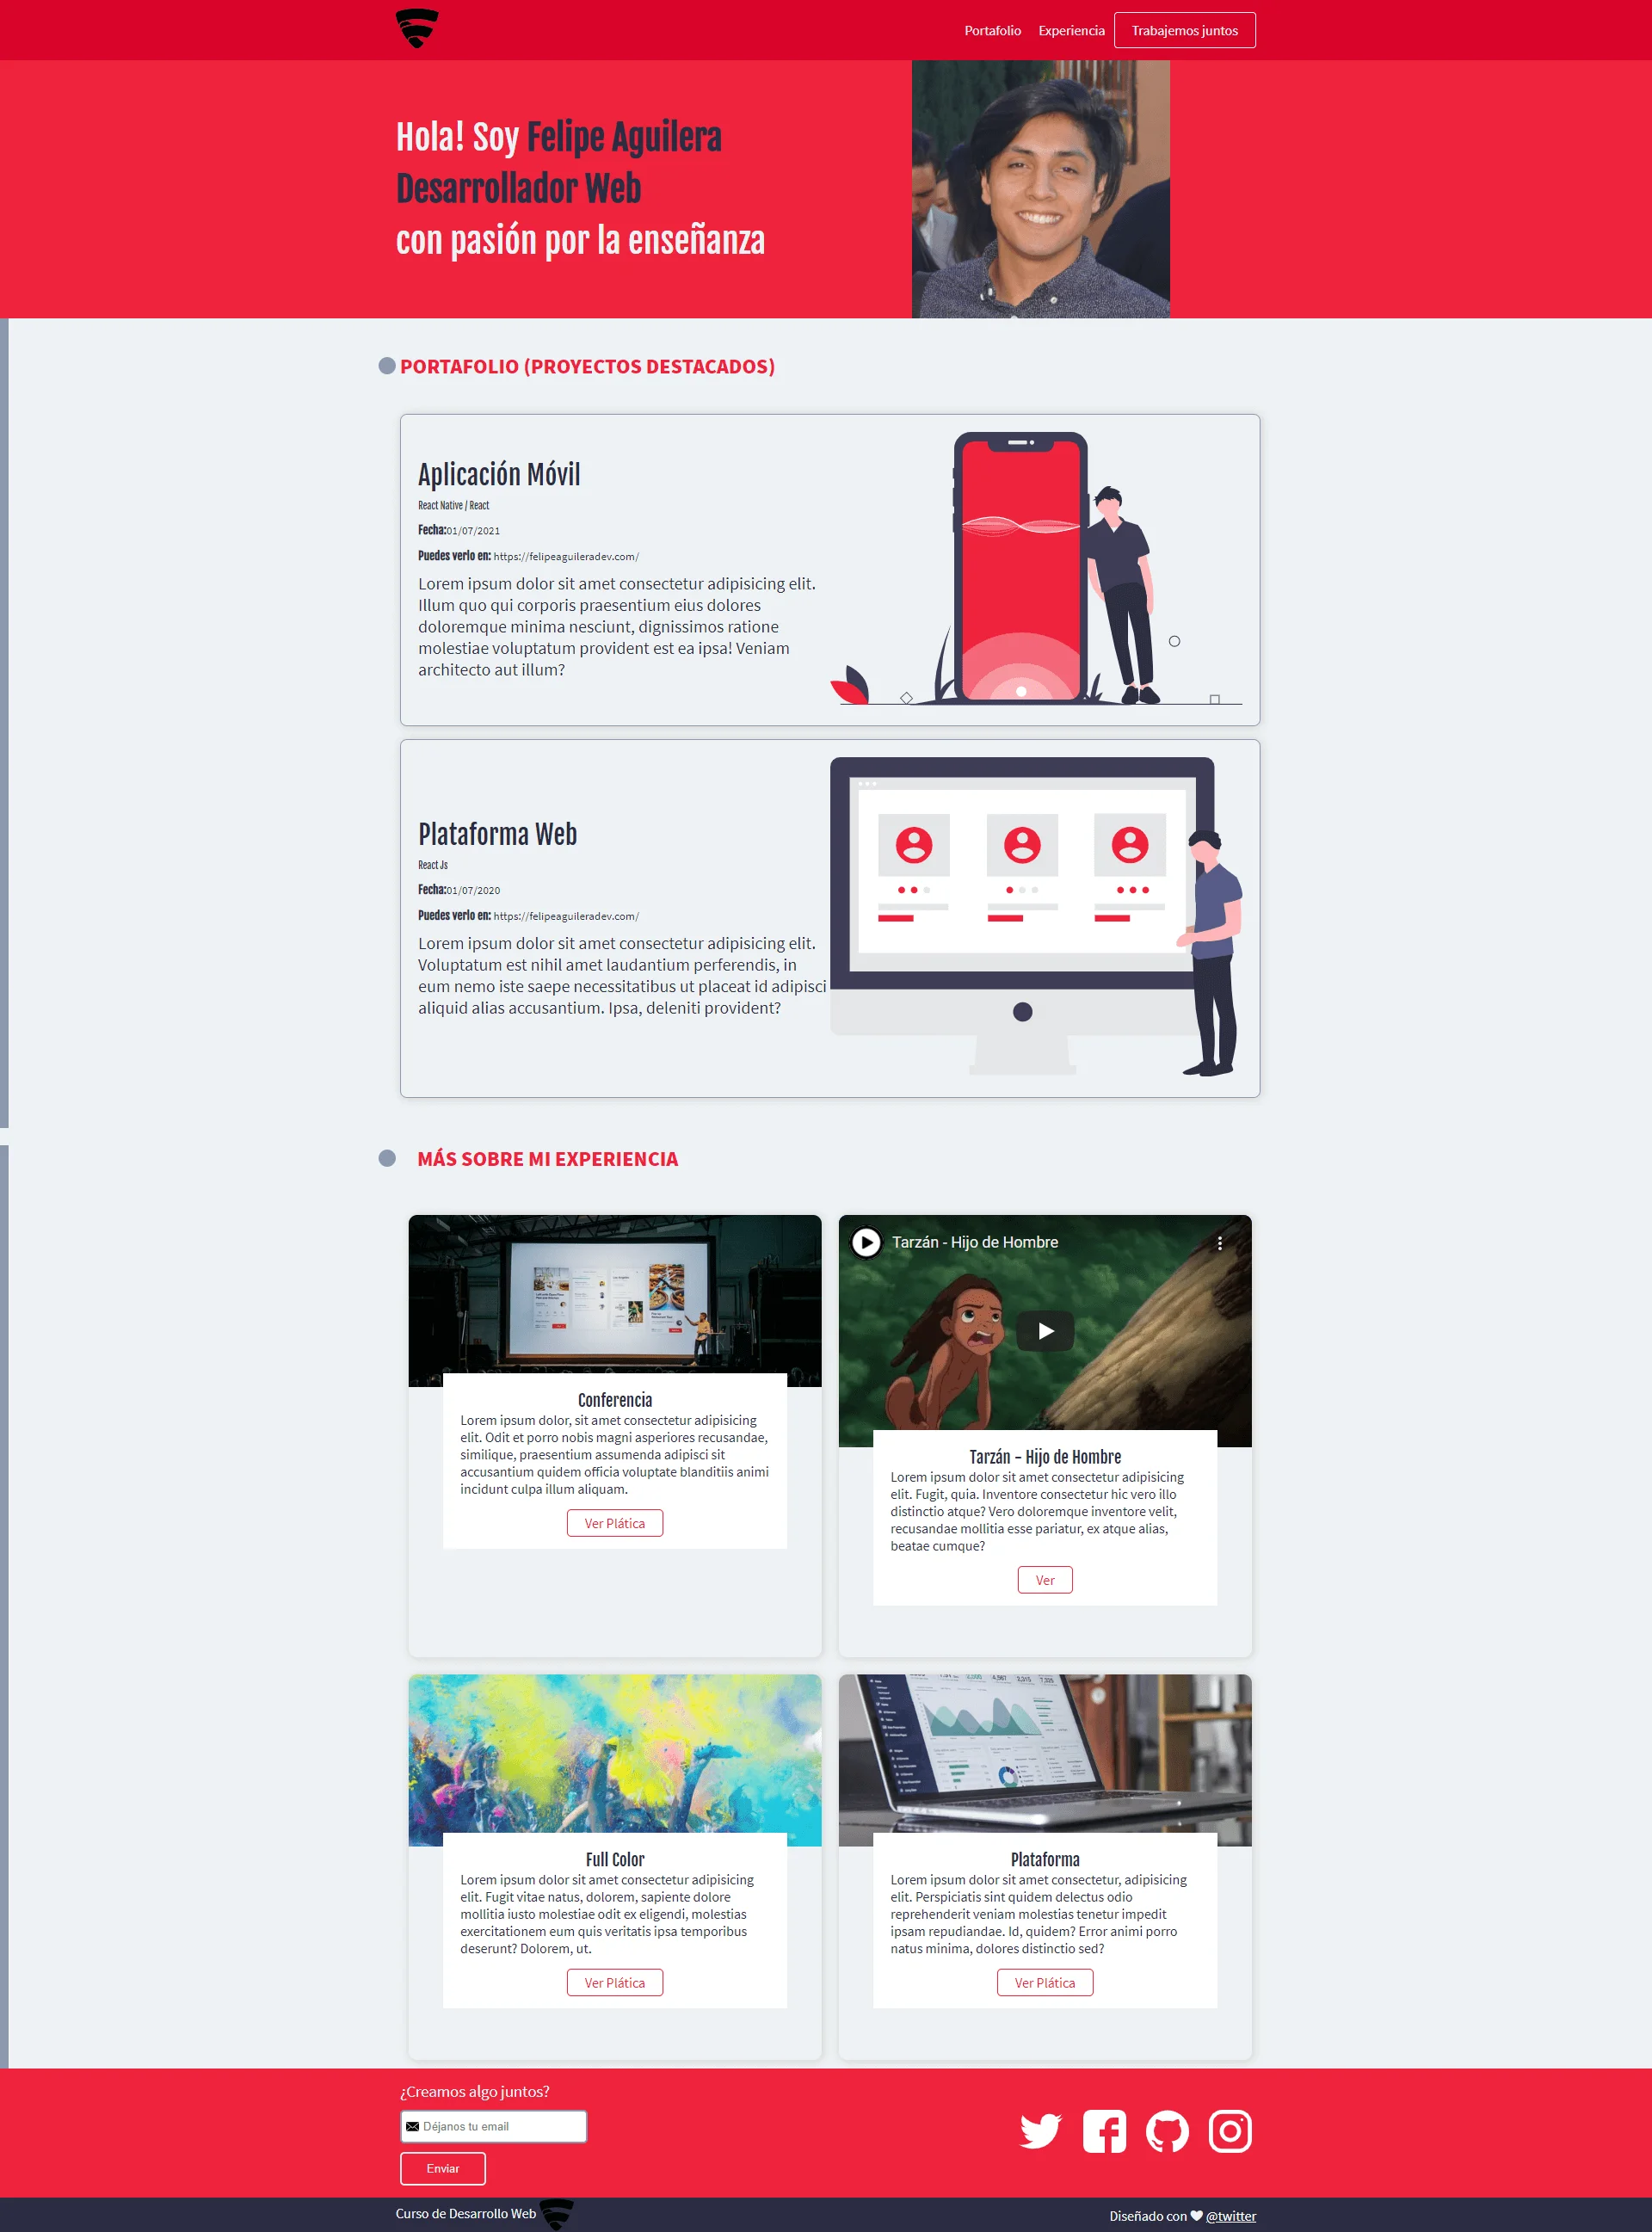 Portafolio Experiencia Trabajemos juntos
Hola! Soy Felipe Aguilera
Desarrollador Web
con pasión por la enseñanza
PORTAFOLIO (PROYECTOS DESTACADOS)
Aplicación Móvil
React Native / React
Fecha:01/07/2021
Puedes verlo en: https://felipeaguileradev.com/
Lorem ipsum dolor sit amet consectetur adipisicing elit.
Illum quo qui corporis praesentium eius dolores
doloremque minima nesciunt, dignissimos ratione
molestiae voluptatum provident est ea ipsa! Veniam
architecto aut illum?
Plataforma Web
React Js
Fecha:01/07/2020
Puedes verlo en: https://felipeaguileradev.com/
Lorem ipsum dolor sit amet consectetur adipisicing elit.
Voluptatum est nihil amet laudantium perferendis, in
eum nemo iste saepe necessitatibus ut placeat id adipisci
aliquid alias accusantium. Ipsa, deleniti provident?
MÁS SOBRE MI EXPERIENCIA
Conferencia
Lorem ipsum dolor, sit amet consectetur adipisicing
elit. Odit et porro nobis magni asperiores recusandae,
similique, praesentium assumenda adipisci sit
accusantium quidem officia voluptate blanditiis animi
incidunt culpa illum aliquam.
Ver Plática
Tarzán - Hijo de Hombre
Tarzán - Hijo de Hombre
Lorem ipsum dolor sit amet consectetur adipisicing
elit. Fugit, quia. Inventore consectetur hic vero illo
distinctio atque? Vero doloremque inventore velit,
recusandae mollitia esse pariatur, ex atque alias,
beatae cumque?
Ver
Full Color
Lorem ipsum dolor sit amet consectetur adipisicing
elit. Fugit vitae natus, dolorem, sapiente dolore
mollitia iusto molestiae odit ex eligendi, molestias
exercitationem eum quis veritatis ipsa temporibus
deserunt? Dolorem, ut.
Ver Plática
Plataforma
Lorem ipsum dolor sit amet consectetur, adipisicing
elit. Perspiciatis sint quidem delectus odio
reprehenderit veniam molestias tenetur impedit
ipsam repudiandae. Id, quidem? Error animi porro
natus minima, dolores distinctio sed?
Ver Plática
¿Creamos algo juntos?
Déjanos tu email
Enviar
Curso de Desarrollo Web
Diseñado con @twitter